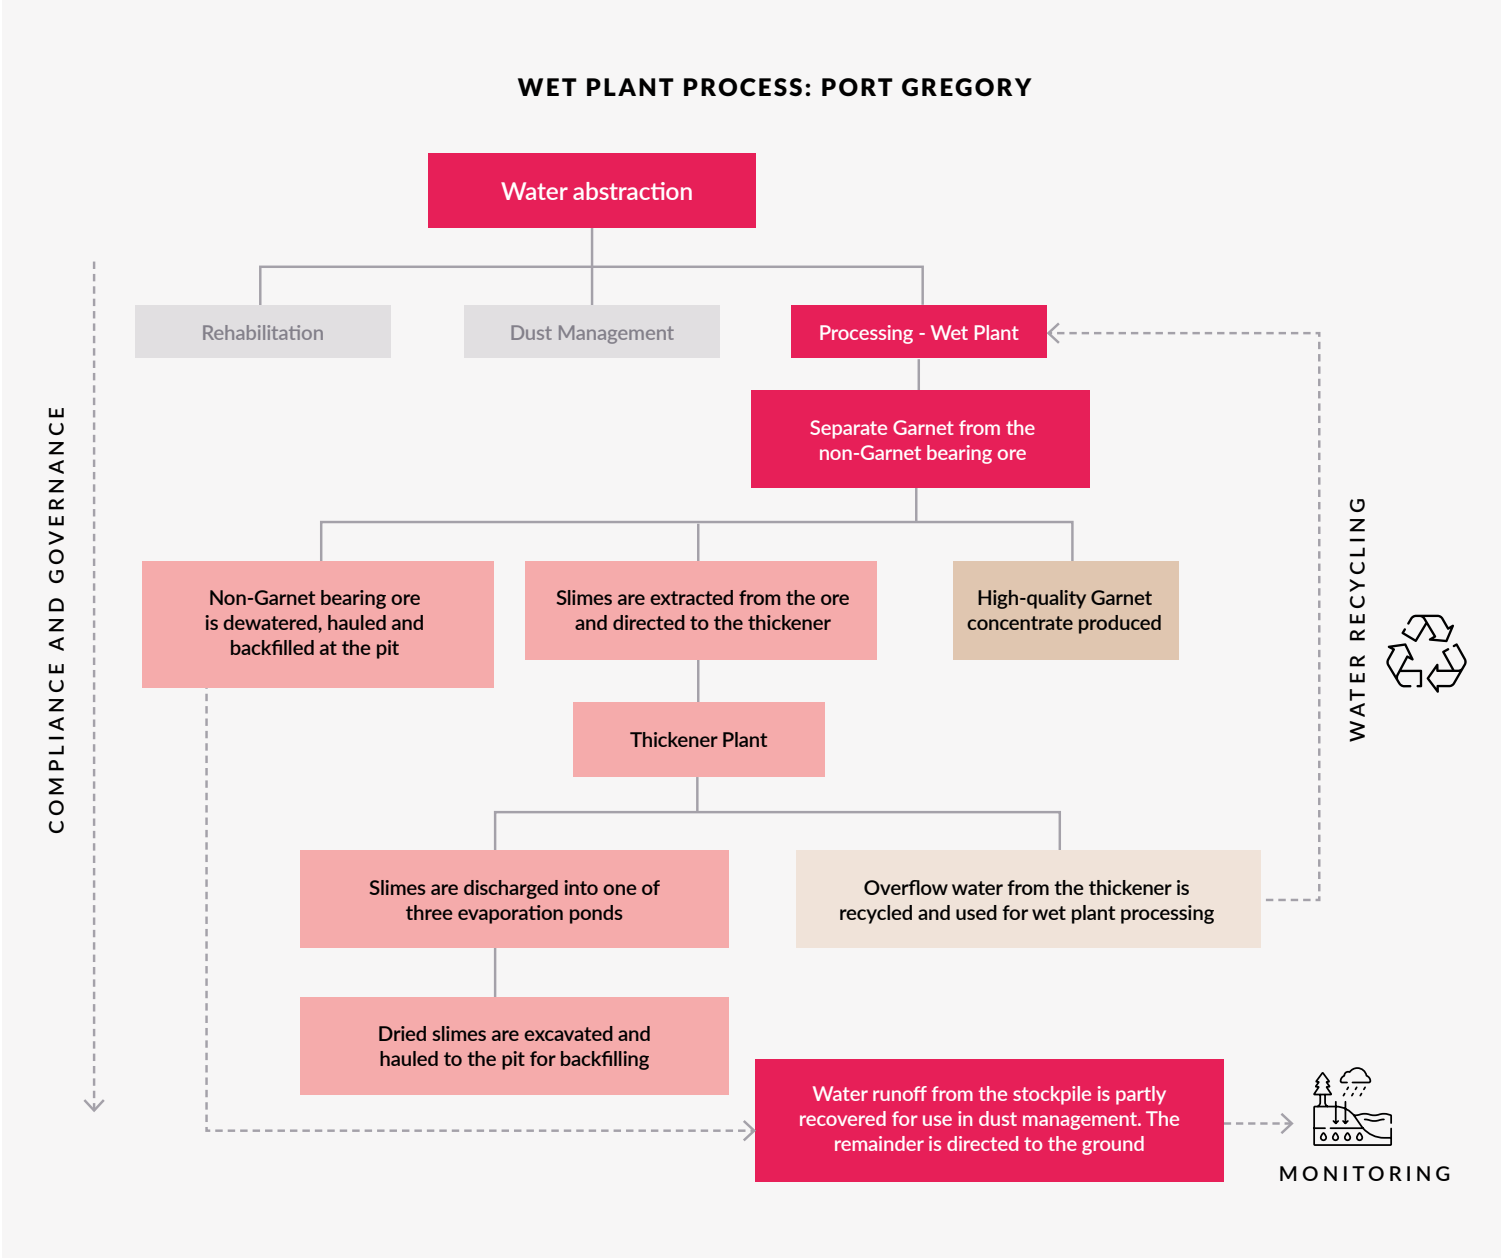 WET PLANT PROCESS: PORT GREGORY
Water abstraction
Rehabilitation
Dust Management
Processing - Wet Plant
Separate Garnet from the
non-Garnet bearing ore
Non-Garnet bearing ore
is dewatered, hauled and
backfilled at the pit
Slimes are extracted from the ore
and directed to the thickener
High-quality Garnet
concentrate produced
Thickener Plant
Slimes are discharged into one of
three evaporation ponds
Overflow water from the thickener is
recycled and used for wet plant processing
Dried slimes are excavated and
hauled to the pit for backfilling
Water runoff from the stockpile is partly
recovered for use in dust management. The
remainder is directed to the ground
MONITORING
COMPLIANCE AND GOVERNANCE
WATER RECYCLING